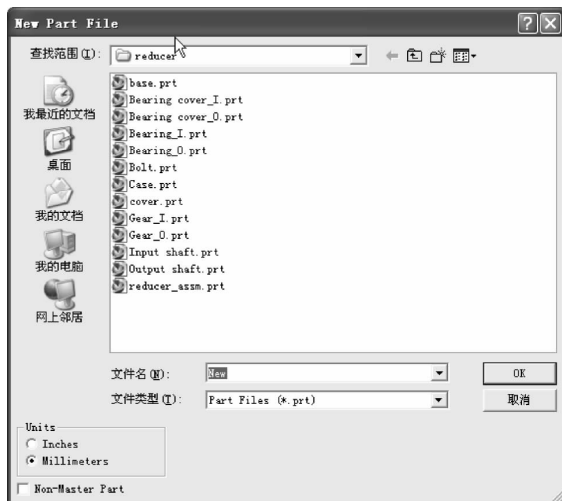 New Part File
查找范围(I):
reducer
base.prt
Bearing cover_I.prt
Bearing cover_O.prt
Bearing_I.prt
Bearing_O.prt
Bolt.prt
Case.prt
cover.prt
Gear_I.prt
Gear_O.prt
Input shaft.prt
Output shaft.prt
reducer_assm.prt
我最近的文档
桌面
我的文档
我的电脑
网上邻居
文件名(N):
New
OK
文件类型(T):
Part Files (*.prt)
取消
Units
Inches
Millimeters
Non-Master Part